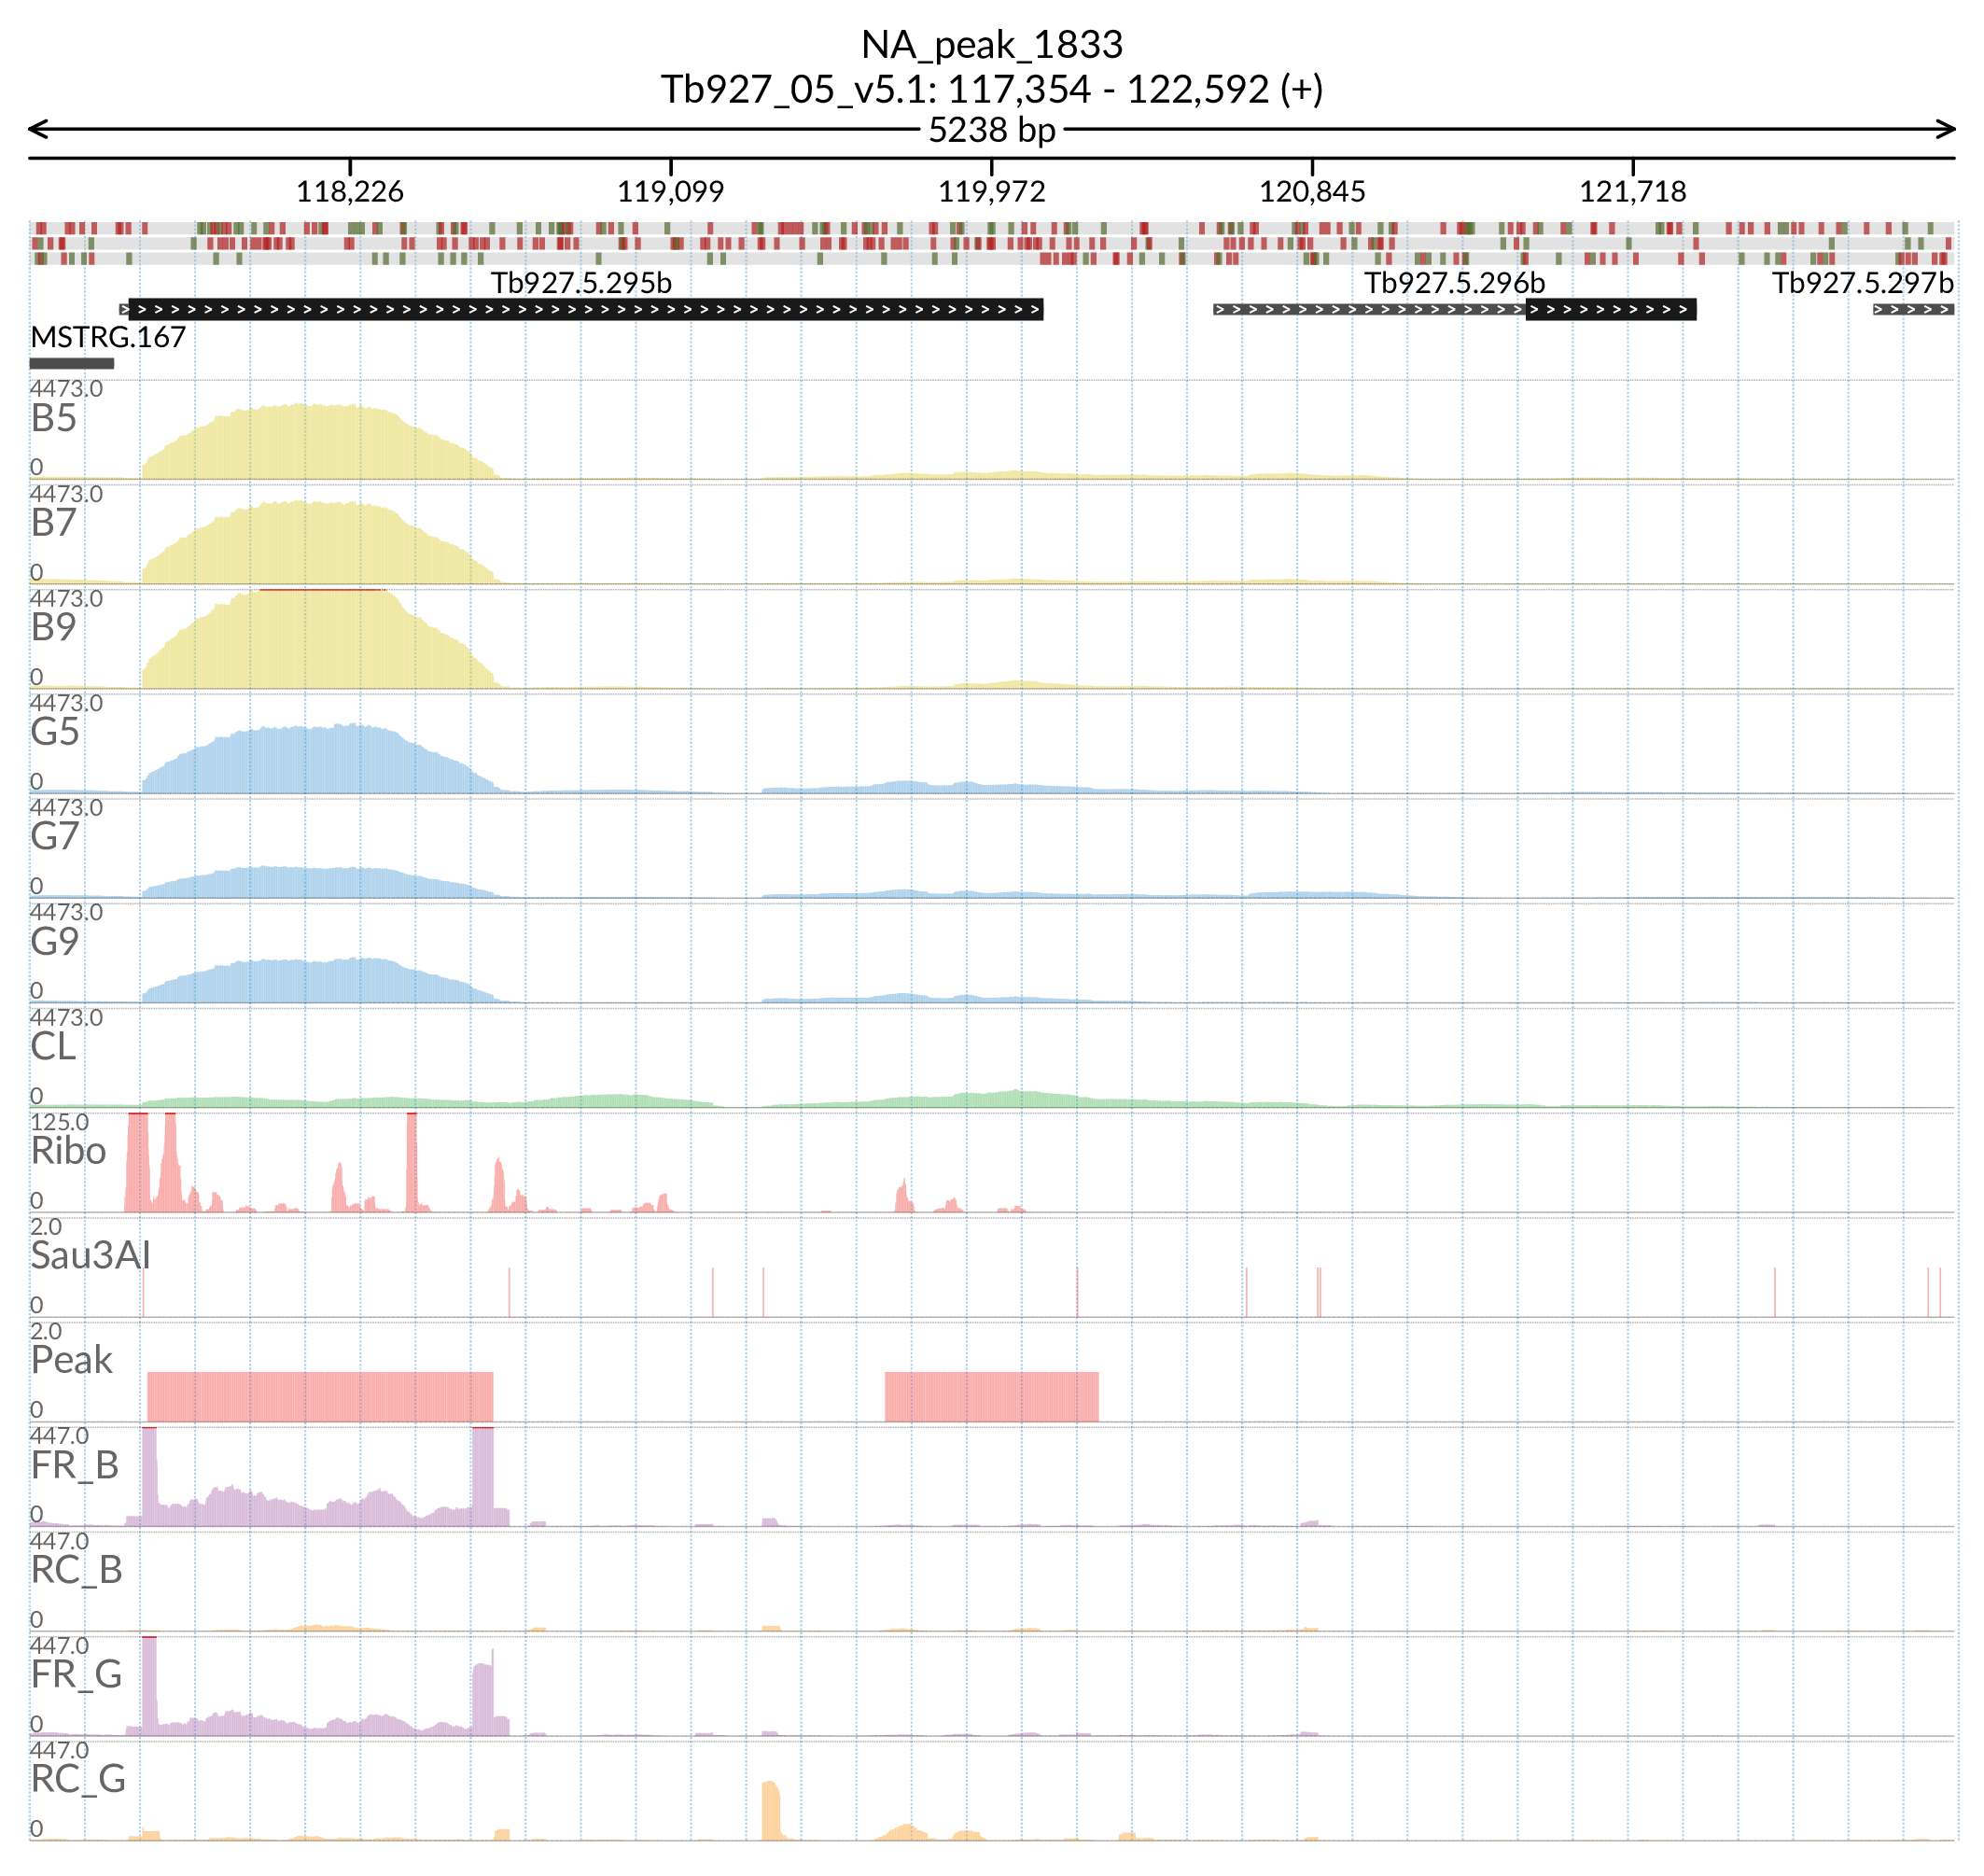 NA_peak_1833
Tb927_05_v5.1: 117,354 - 122,592 (+)
5238 bp
118,226 119,099 119,972 120,845 121,718
Tb927.5.295b Tb927.5.296b Tb927.5.297b
MSTRG.167
4473.0
B5
0
4473.0
B7
0
4473.0
B9
0
4473.0
G5
0
4473.0
G7
0
4473.0
G9
0
4473.0
CL
0
125.0
Ribo
0
2.0
Sau3AI
0
2.0
Peak
0
447.0
FR_B
0
447.0
RC_B
0
447.0
FR_G
0
447.0
RC_G
0